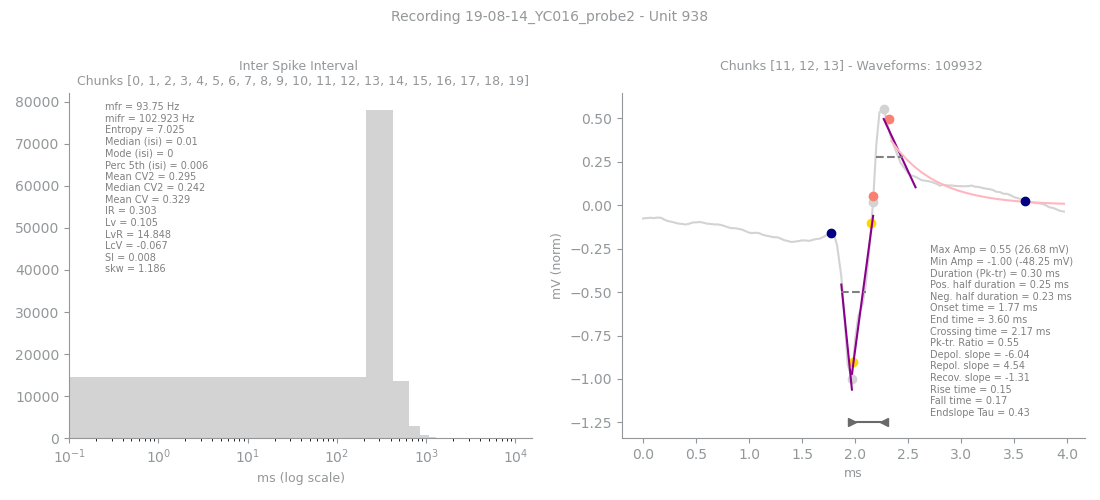 Recording 19-08-14_YC016_probe2 - Unit 938
Inter Spike Interval
Chunks [0, 1, 2, 3, 4, 5, 6, 7, 8, 9, 10, 11, 12, 13, 14, 15, 16, 17, 18, 19]
80000
70000
60000
50000
40000
30000
20000
10000
0
mfr = 93.75 Hz
mifr = 102.923 Hz
Entropy = 7.025
Median (isi) = 0.01
Mode (isi) = 0
Perc 5th (isi) = 0.006
Mean CV2 = 0.295
Median CV2 = 0.242
Mean CV = 0.329
IR = 0.303
Lv = 0.105
LvR = 14.848
LcV = -0.067
SI = 0.008
skw = 1.186
10⁻¹ 10⁰ 10¹ 10² 10³ 10⁴
ms (log scale)
Chunks [11, 12, 13] - Waveforms: 109932
mV (norm)
0.50
0.25
0.00
−0.25
−0.50
−0.75
−1.00
−1.25
Max Amp = 0.55 (26.68 mV)
Min Amp = -1.00 (-48.25 mV)
Duration (Pk-tr) = 0.30 ms
Pos. half duration = 0.25 ms
Neg. half duration = 0.23 ms
Onset time = 1.77 ms
End time = 3.60 ms
Crossing time = 2.17 ms
Pk-tr. Ratio = 0.55
Depol. slope = -6.04
Repol. slope = 4.54
Recov. slope = -1.31
Rise time = 0.15
Fall time = 0.17
Endslope Tau = 0.43
0.0 0.5 1.0 1.5 2.0 2.5 3.0 3.5 4.0
ms